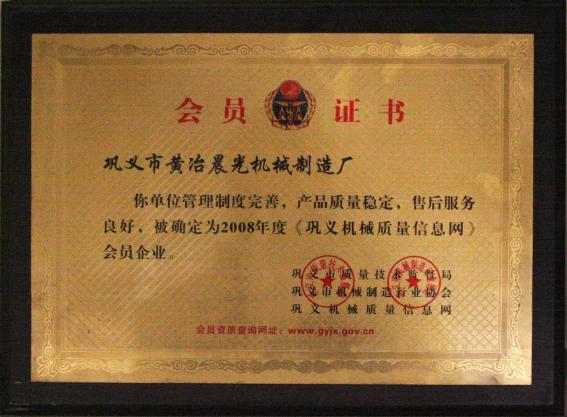 会员证书
巩义市黄冶晨光机械制造厂
你单位管理制度完善，产品质量稳定，售后服务
良好，被确定为2008年度《巩义机械质量信息网》
会员企业。
巩义市质量技术监督局
巩义市机械制造行业协会
巩义机械质量信息网
会员资质查询网址：www.gyjx.gov.cn